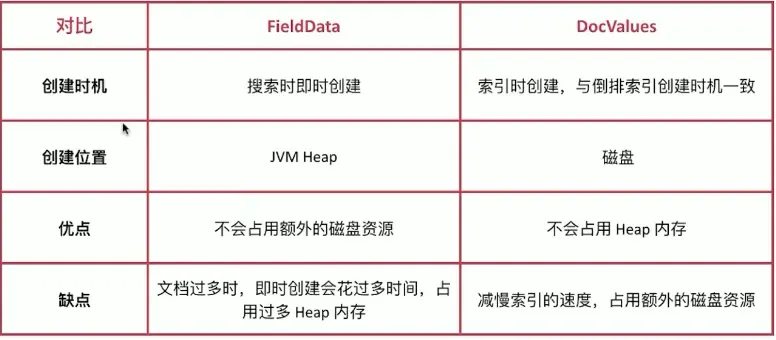 对比 FieldData DocValues
创建时机 搜索时即时创建 索引时创建，与倒排索引创建时机一致
创建位置 JVM Heap 磁盘
优点 不会占用额外的磁盘资源 不会占用 Heap 内存
缺点 文档过多时，即时创建会花过多时间，占 减慢索引的速度，占用额外的磁盘资源
用过多 Heap 内存